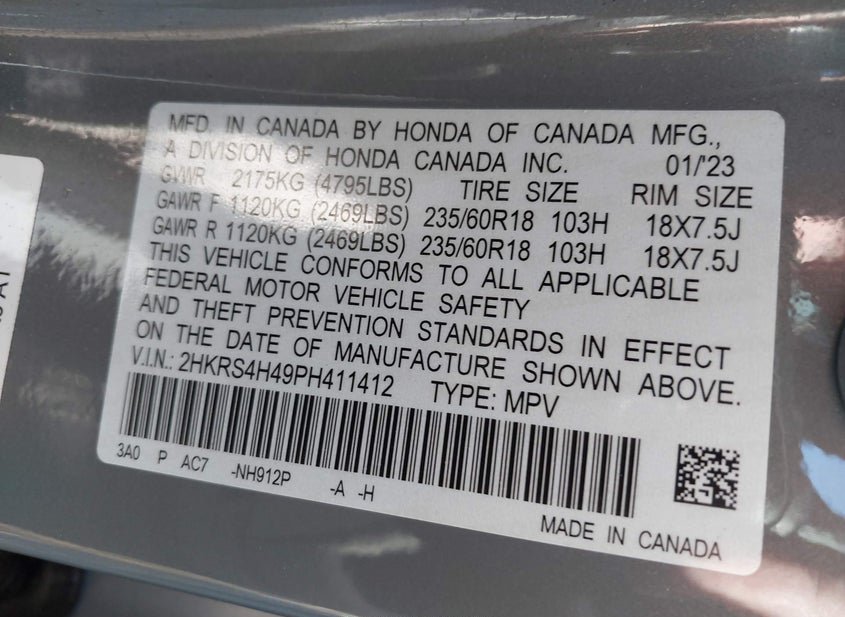 MFD. IN CANADA BY HONDA OF CANADA MFG.,
A DIVISION OF HONDA CANADA INC. 01/'23
GVWR 2175KG (4795LBS) TIRE SIZE RIM SIZE
GAWR F 1120KG (2469LBS) 235/60R18 103H 18X7.5J
GAWR R 1120KG (2469LBS) 235/60R18 103H 18X7.5J
THIS VEHICLE CONFORMS TO ALL APPLICABLE
FEDERAL MOTOR VEHICLE SAFETY
AND THEFT PREVENTION STANDARDS IN EFFECT
ON THE DATE OF MANUFACTURE SHOWN ABOVE.
V.I.N.: 2HKRS4H49PH411412 TYPE: MPV
3A0 P AC7 -NH912P -A -H
MADE IN CANADA